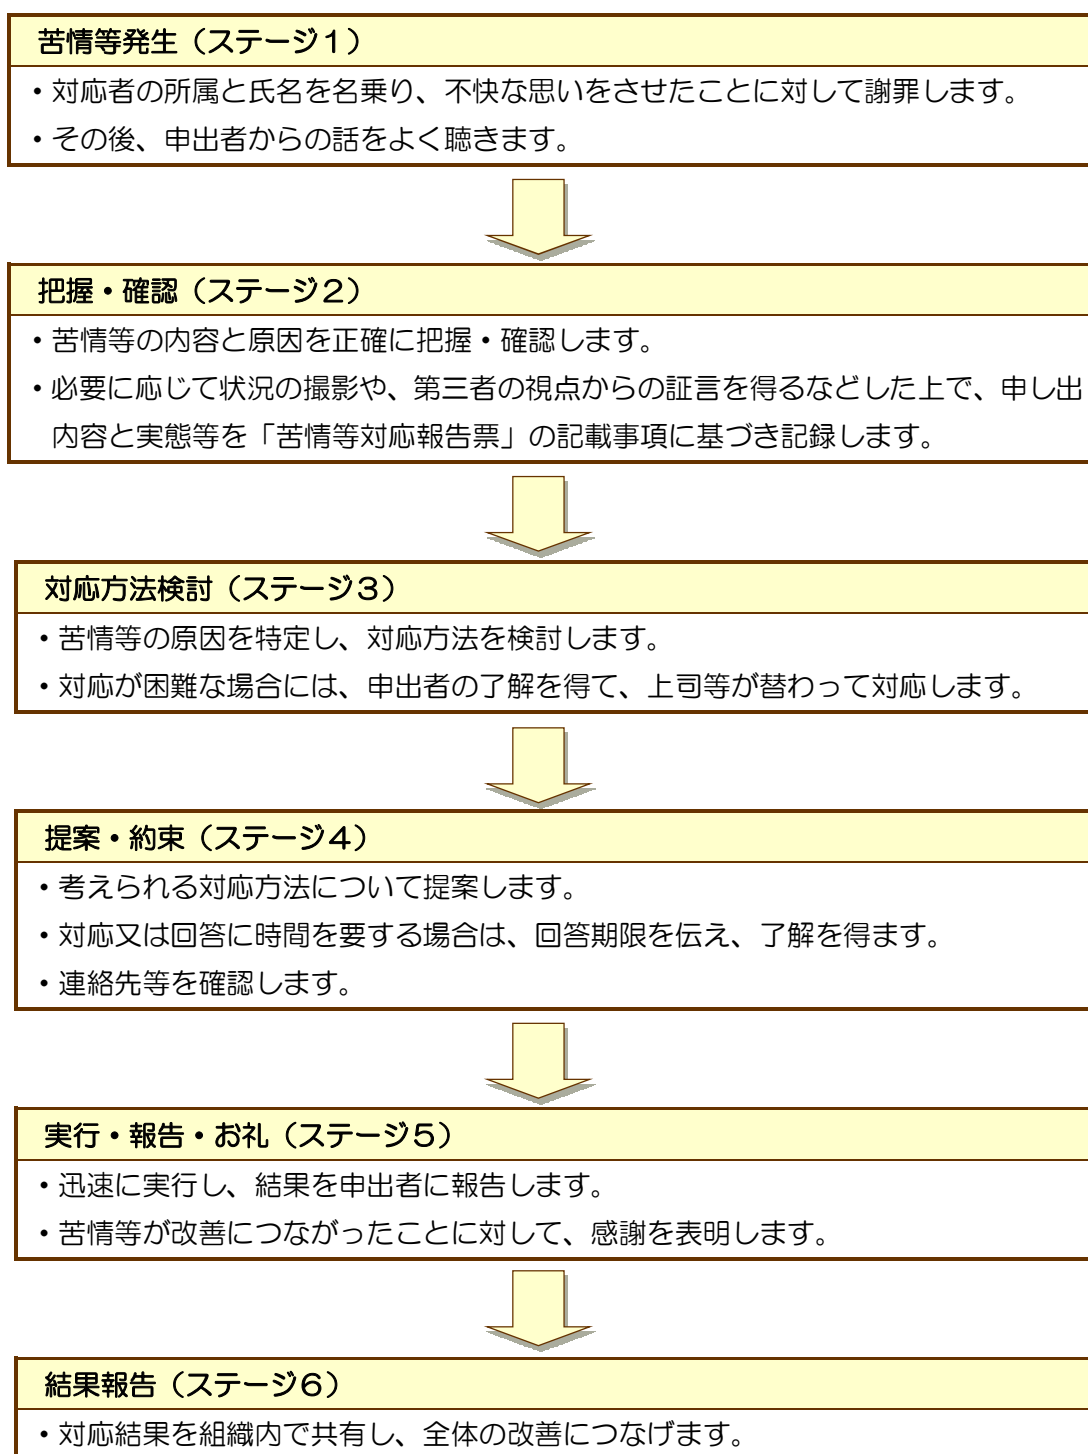 苦情等発生（ステージ１）
・対応者の所属と氏名を名乗り、不快な思いをさせたことに対して謝罪します。
・その後、申出者からの話をよく聴きます。
把握・確認（ステージ２）
・苦情等の内容と原因を正確に把握・確認します。
・必要に応じて状況の撮影や、第三者の視点からの証言を得るなどした上で、申し出
内容と実態等を「苦情等対応報告票」の記載事項に基づき記録します。
対応方法検討（ステージ３）
・苦情等の原因を特定し、対応方法を検討します。
・対応が困難な場合には、申出者の了解を得て、上司等が替わって対応します。
提案・約束（ステージ４）
・考えられる対応方法について提案します。
・対応又は回答に時間を要する場合は、回答期限を伝え、了解を得ます。
・連絡先等を確認します。
実行・報告・お礼（ステージ５）
・迅速に実行し、結果を申出者に報告します。
・苦情等が改善につながったことに対して、感謝を表明します。
結果報告（ステージ６）
・対応結果を組織内で共有し、全体の改善につなげます。